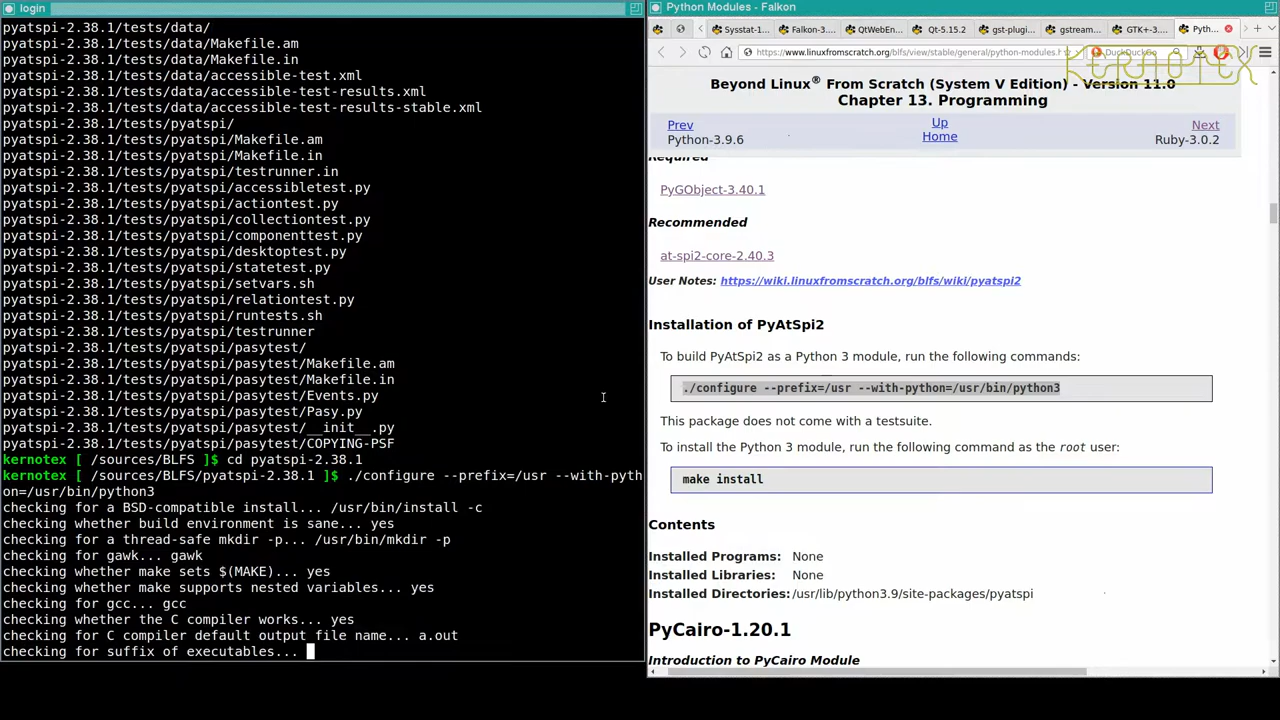 login
pyatspi-2.38.1/tests/data/
pyatspi-2.38.1/tests/data/Makefile.am
pyatspi-2.38.1/tests/data/Makefile.in
pyatspi-2.38.1/tests/data/accessible-test.xml
pyatspi-2.38.1/tests/data/accessible-test-results.xml
pyatspi-2.38.1/tests/data/accessible-test-results-stable.xml
pyatspi-2.38.1/tests/pyatspi/
pyatspi-2.38.1/tests/pyatspi/Makefile.am
pyatspi-2.38.1/tests/pyatspi/Makefile.in
pyatspi-2.38.1/tests/pyatspi/testrunner.in
pyatspi-2.38.1/tests/pyatspi/accessibletest.py
pyatspi-2.38.1/tests/pyatspi/actiontest.py
pyatspi-2.38.1/tests/pyatspi/collectiontest.py
pyatspi-2.38.1/tests/pyatspi/componenttest.py
pyatspi-2.38.1/tests/pyatspi/desktoptest.py
pyatspi-2.38.1/tests/pyatspi/statetest.py
pyatspi-2.38.1/tests/pyatspi/setvars.sh
pyatspi-2.38.1/tests/pyatspi/relationtest.py
pyatspi-2.38.1/tests/pyatspi/runtests.sh
pyatspi-2.38.1/tests/pyatspi/testrunner
pyatspi-2.38.1/tests/pyatspi/pasytest/
pyatspi-2.38.1/tests/pyatspi/pasytest/Makefile.am
pyatspi-2.38.1/tests/pyatspi/pasytest/Makefile.in
pyatspi-2.38.1/tests/pyatspi/pasytest/Events.py
pyatspi-2.38.1/tests/pyatspi/pasytest/Pasy.py
pyatspi-2.38.1/tests/pyatspi/pasytest/__init__.py
pyatspi-2.38.1/tests/pyatspi/pasytest/COPYING-PSF
kernotex [ /sources/BLFS ]$ cd pyatspi-2.38.1
kernotex [ /sources/BLFS/pyatspi-2.38.1 ]$ ./configure --prefix=/usr --with-pyth
on=/usr/bin/python3
checking for a BSD-compatible install... /usr/bin/install -c
checking whether build environment is sane... yes
checking for a thread-safe mkdir -p... /usr/bin/mkdir -p
checking for gawk... gawk
checking whether make sets $(MAKE)... yes
checking whether make supports nested variables... yes
checking for gcc... gcc
checking whether the C compiler works... yes
checking for C compiler default output file name... a.out
checking for suffix of executables...
Python Modules - Falkon
Sysstat-1... Falkon-3.... QtWebEn... Qt-5.15.2 gst-plugi... gstream... GTK+-3.... Pyth...
https://www.linuxfromscratch.org/blfs/view/stable/general/python-modules.h
DuckDuckGo
KERNOTEX
Beyond Linux® From Scratch (System V Edition) - Version 11.0
Chapter 13. Programming
Prev Up Next
Python-3.9.6 Home Ruby-3.0.2
Required
PyGObject-3.40.1
Recommended
at-spi2-core-2.40.3
User Notes: https://wiki.linuxfromscratch.org/blfs/wiki/pyatspi2
Installation of PyAtSpi2
To build PyAtSpi2 as a Python 3 module, run the following commands:
./configure --prefix=/usr --with-python=/usr/bin/python3
This package does not come with a testsuite.
To install the Python 3 module, run the following command as the root user:
make install
Contents
Installed Programs: None
Installed Libraries: None
Installed Directories: /usr/lib/python3.9/site-packages/pyatspi
PyCairo-1.20.1
Introduction to PyCairo Module